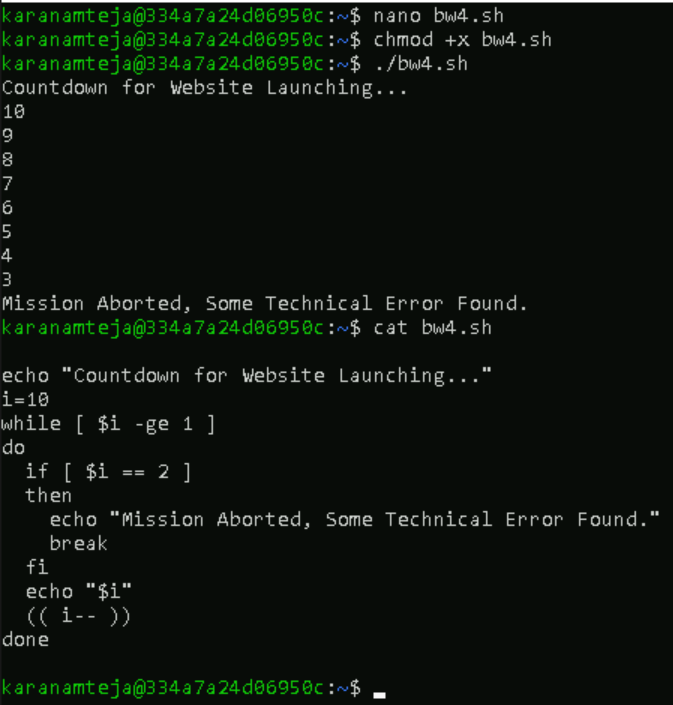 karanamteja@334a7a24d06950c:~$ nano bw4.sh
karanamteja@334a7a24d06950c:~$ chmod +x bw4.sh
karanamteja@334a7a24d06950c:~$ ./bw4.sh
Countdown for Website Launching...
10
9
8
7
6
5
4
3
Mission Aborted, Some Technical Error Found.
karanamteja@334a7a24d06950c:~$ cat bw4.sh

echo "Countdown for Website Launching..."
i=10
while [ $i -ge 1 ]
do
  if [ $i == 2 ]
  then
    echo "Mission Aborted, Some Technical Error Found."
    break
  fi
  echo "$i"
  (( i-- ))
done

karanamteja@334a7a24d06950c:~$